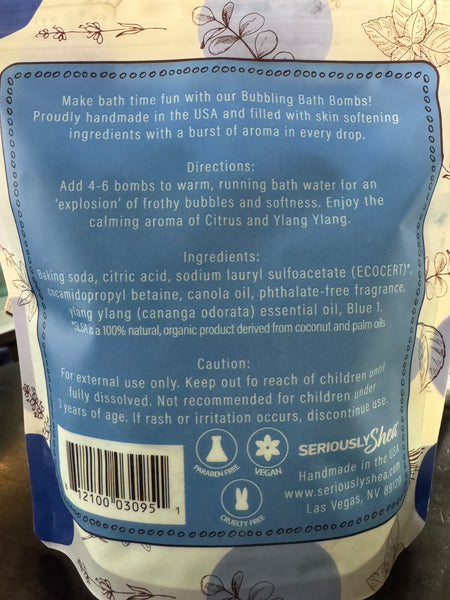 Make bath time fun with our Bubbling Bath Bombs!
Proudly handmade in the USA and filled with skin softening
ingredients with a burst of aroma in every drop.
Directions:
Add 4-6 bombs to warm, running bath water for an
'explosion' of frothy bubbles and softness. Enjoy the
calming aroma of Citrus and Ylang Ylang.
Ingredients:
Baking soda, citric acid, sodium lauryl sulfoacetate (ECOCERT)*,
cocamidopropyl betaine, canola oil, phthalate-free fragrance,
ylang ylang (cananga odorata) essential oil, Blue 1.
*SLSA is a 100% natural, organic product derived from coconut and palm oils
Caution:
For external use only. Keep out fo reach of children until
fully dissolved. Not recommended for children under
3 years of age. If rash or irritation occurs, discontinue use.
PARABEN FREE
VEGAN
CRUELTY FREE
SERIOUSLY Shea
Handmade in the USA
www.seriouslyshea.com
Las Vegas, NV 89120
8 12100 03095 1